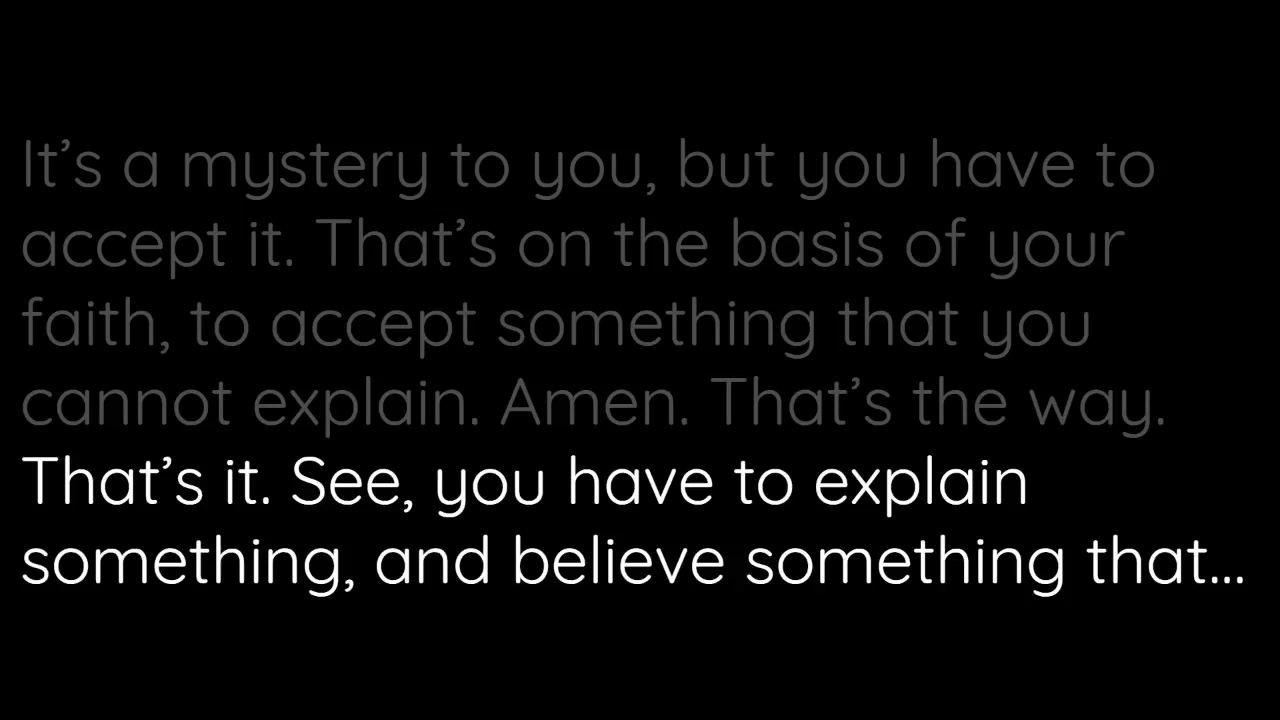 It’s a mystery to you, but you have to
accept it. That’s on the basis of your
faith, to accept something that you
cannot explain. Amen. That’s the way.
That’s it. See, you have to explain
something, and believe something that...